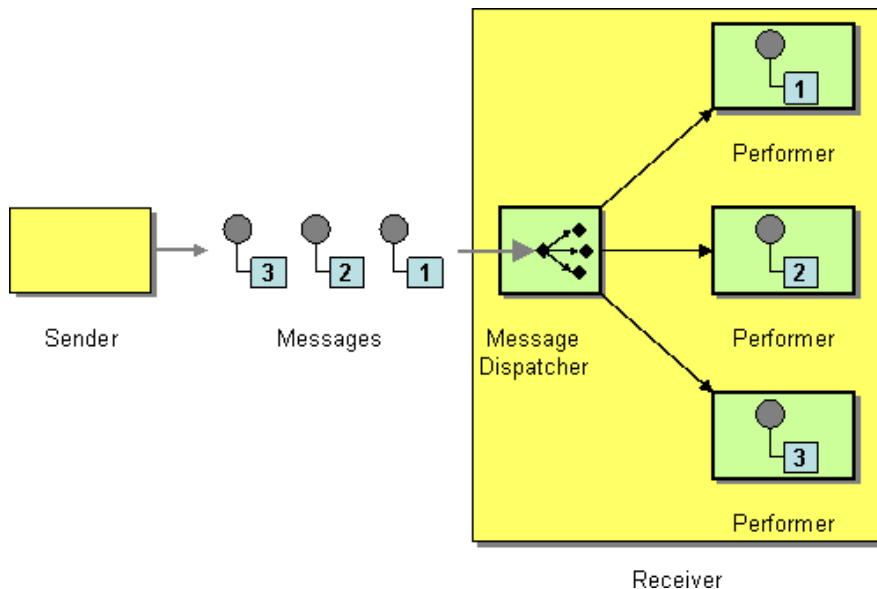 1
Performer
3 2 1
2
Sender
Messages
Message
Dispatcher
Performer
3
Performer
Receiver